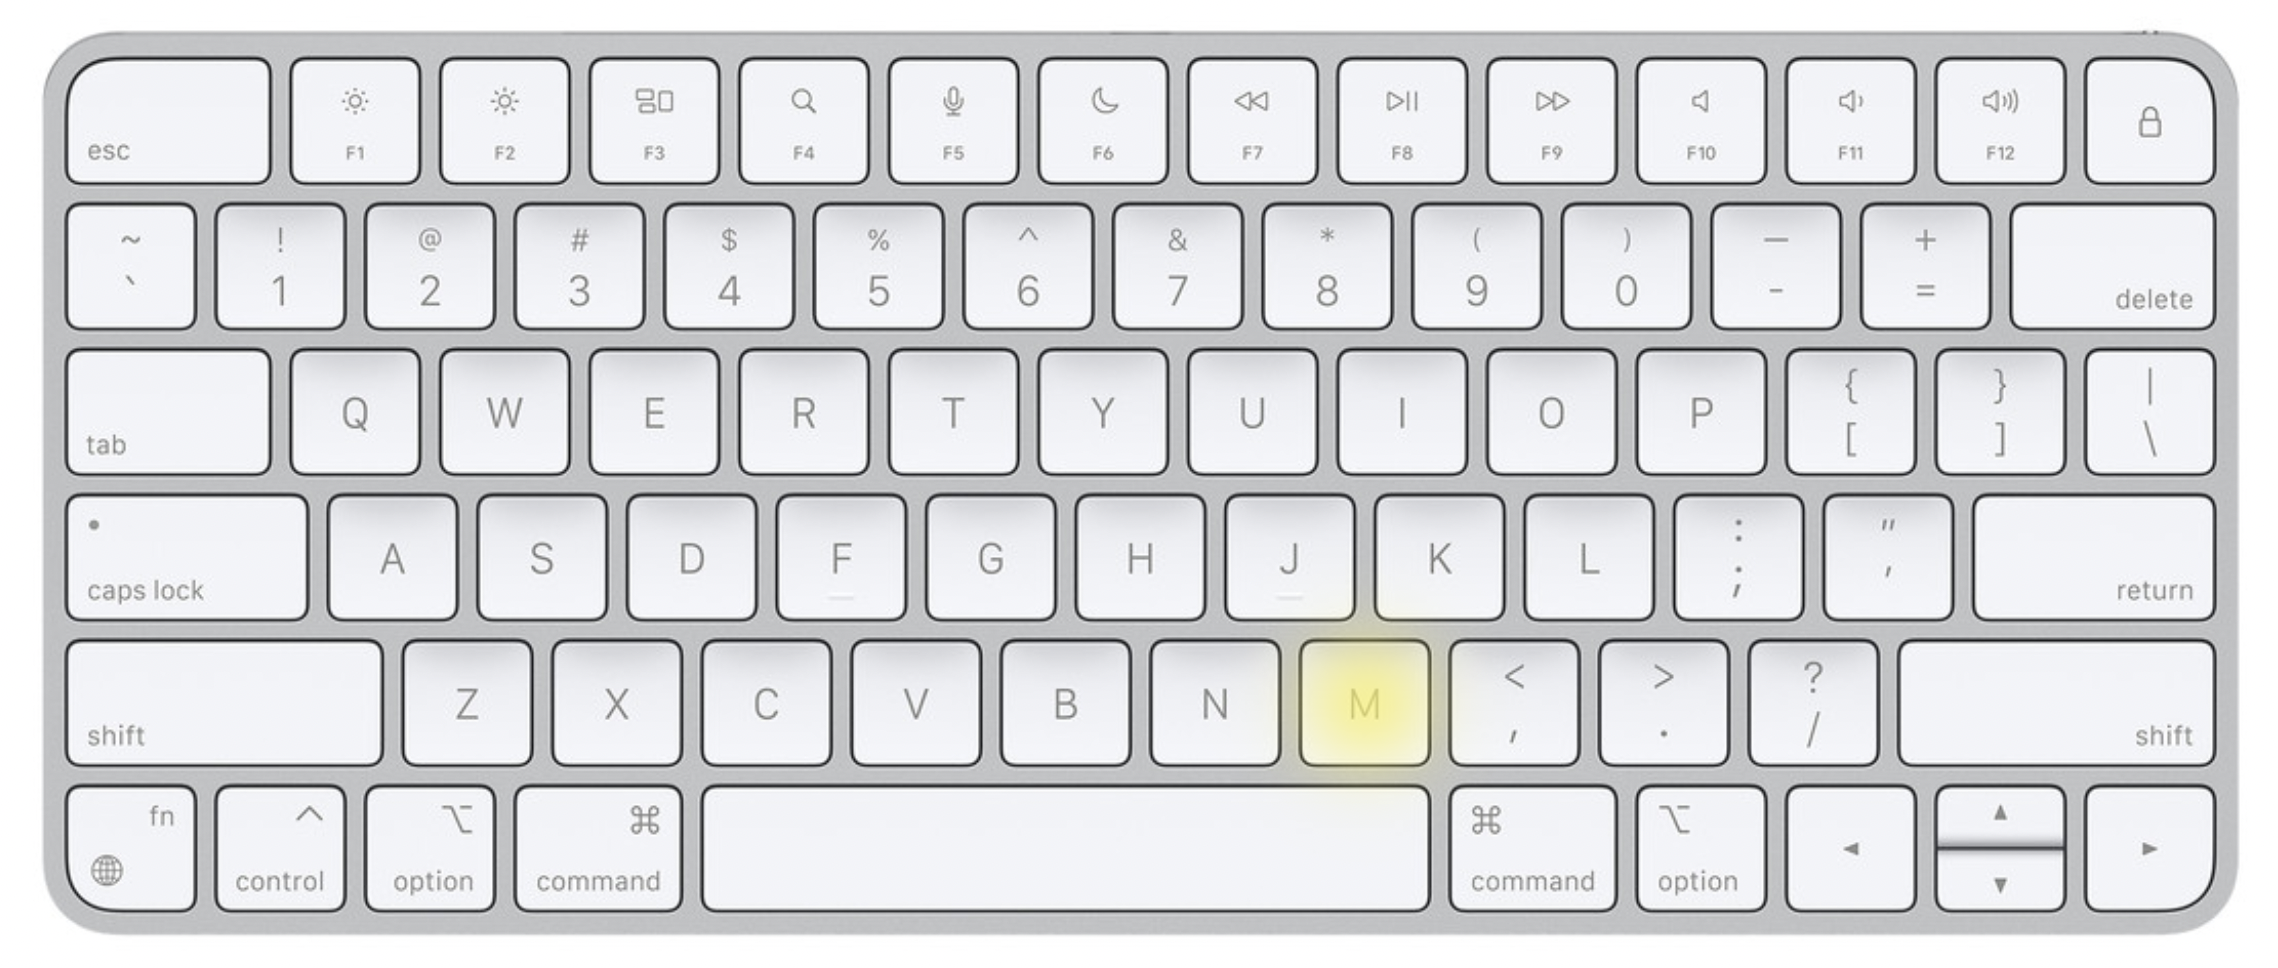 esc F1 F2 F3 F4 F5 F6 F7 F8 F9 F10 F11 F12
~ ! @ # $ % ^ & * ( ) — +
` 1 2 3 4 5 6 7 8 9 0 - = delete
tab Q W E R T Y U I O P { } |
[ ] \
caps lock A S D F G H J K L : "
; ' return
shift Z X C V B N M < > ?
, . / shift
fn ^ ⌥ ⌘ ⌘ ⌥ ▲
control option command command option ◀ ▼ ▶